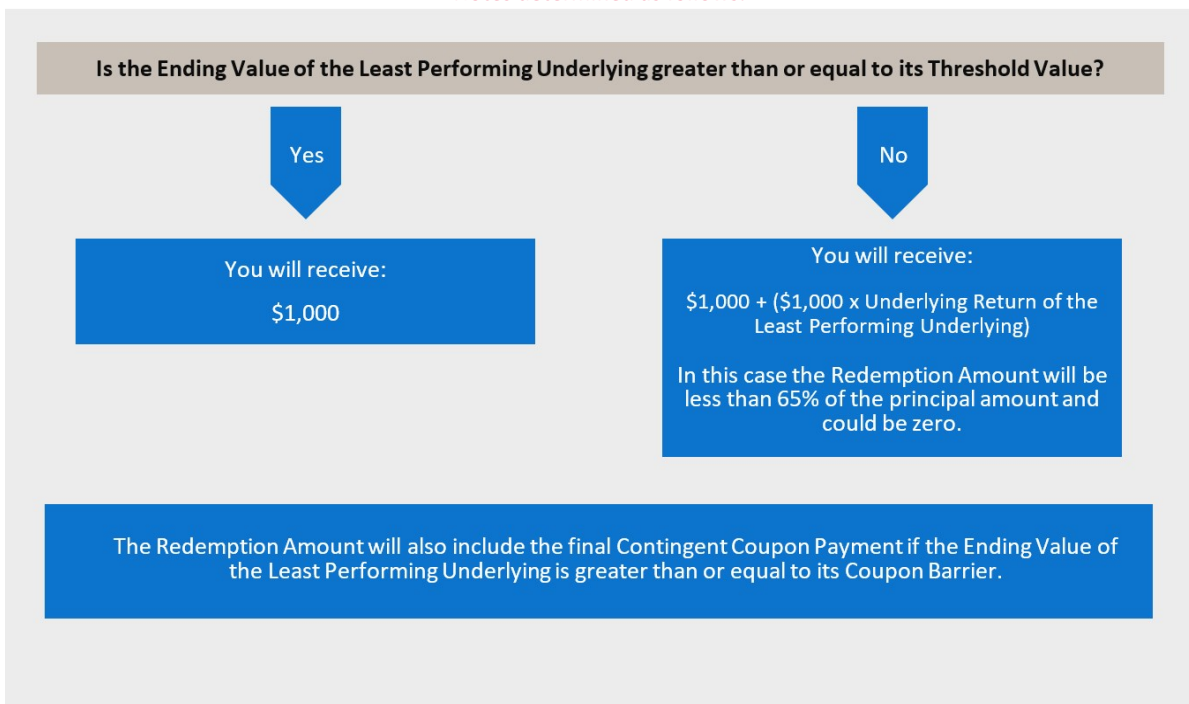 Is the Ending Value of the Least Performing Underlying greater than or equal to its Threshold Value?
Yes
No
You will receive:
$1,000
You will receive:
$1,000 + ($1,000 x Underlying Return of the
Least Performing Underlying)
In this case the Redemption Amount will be
less than 65% of the principal amount and
could be zero.
The Redemption Amount will also include the final Contingent Coupon Payment if the Ending Value of
the Least Performing Underlying is greater than or equal to its Coupon Barrier.